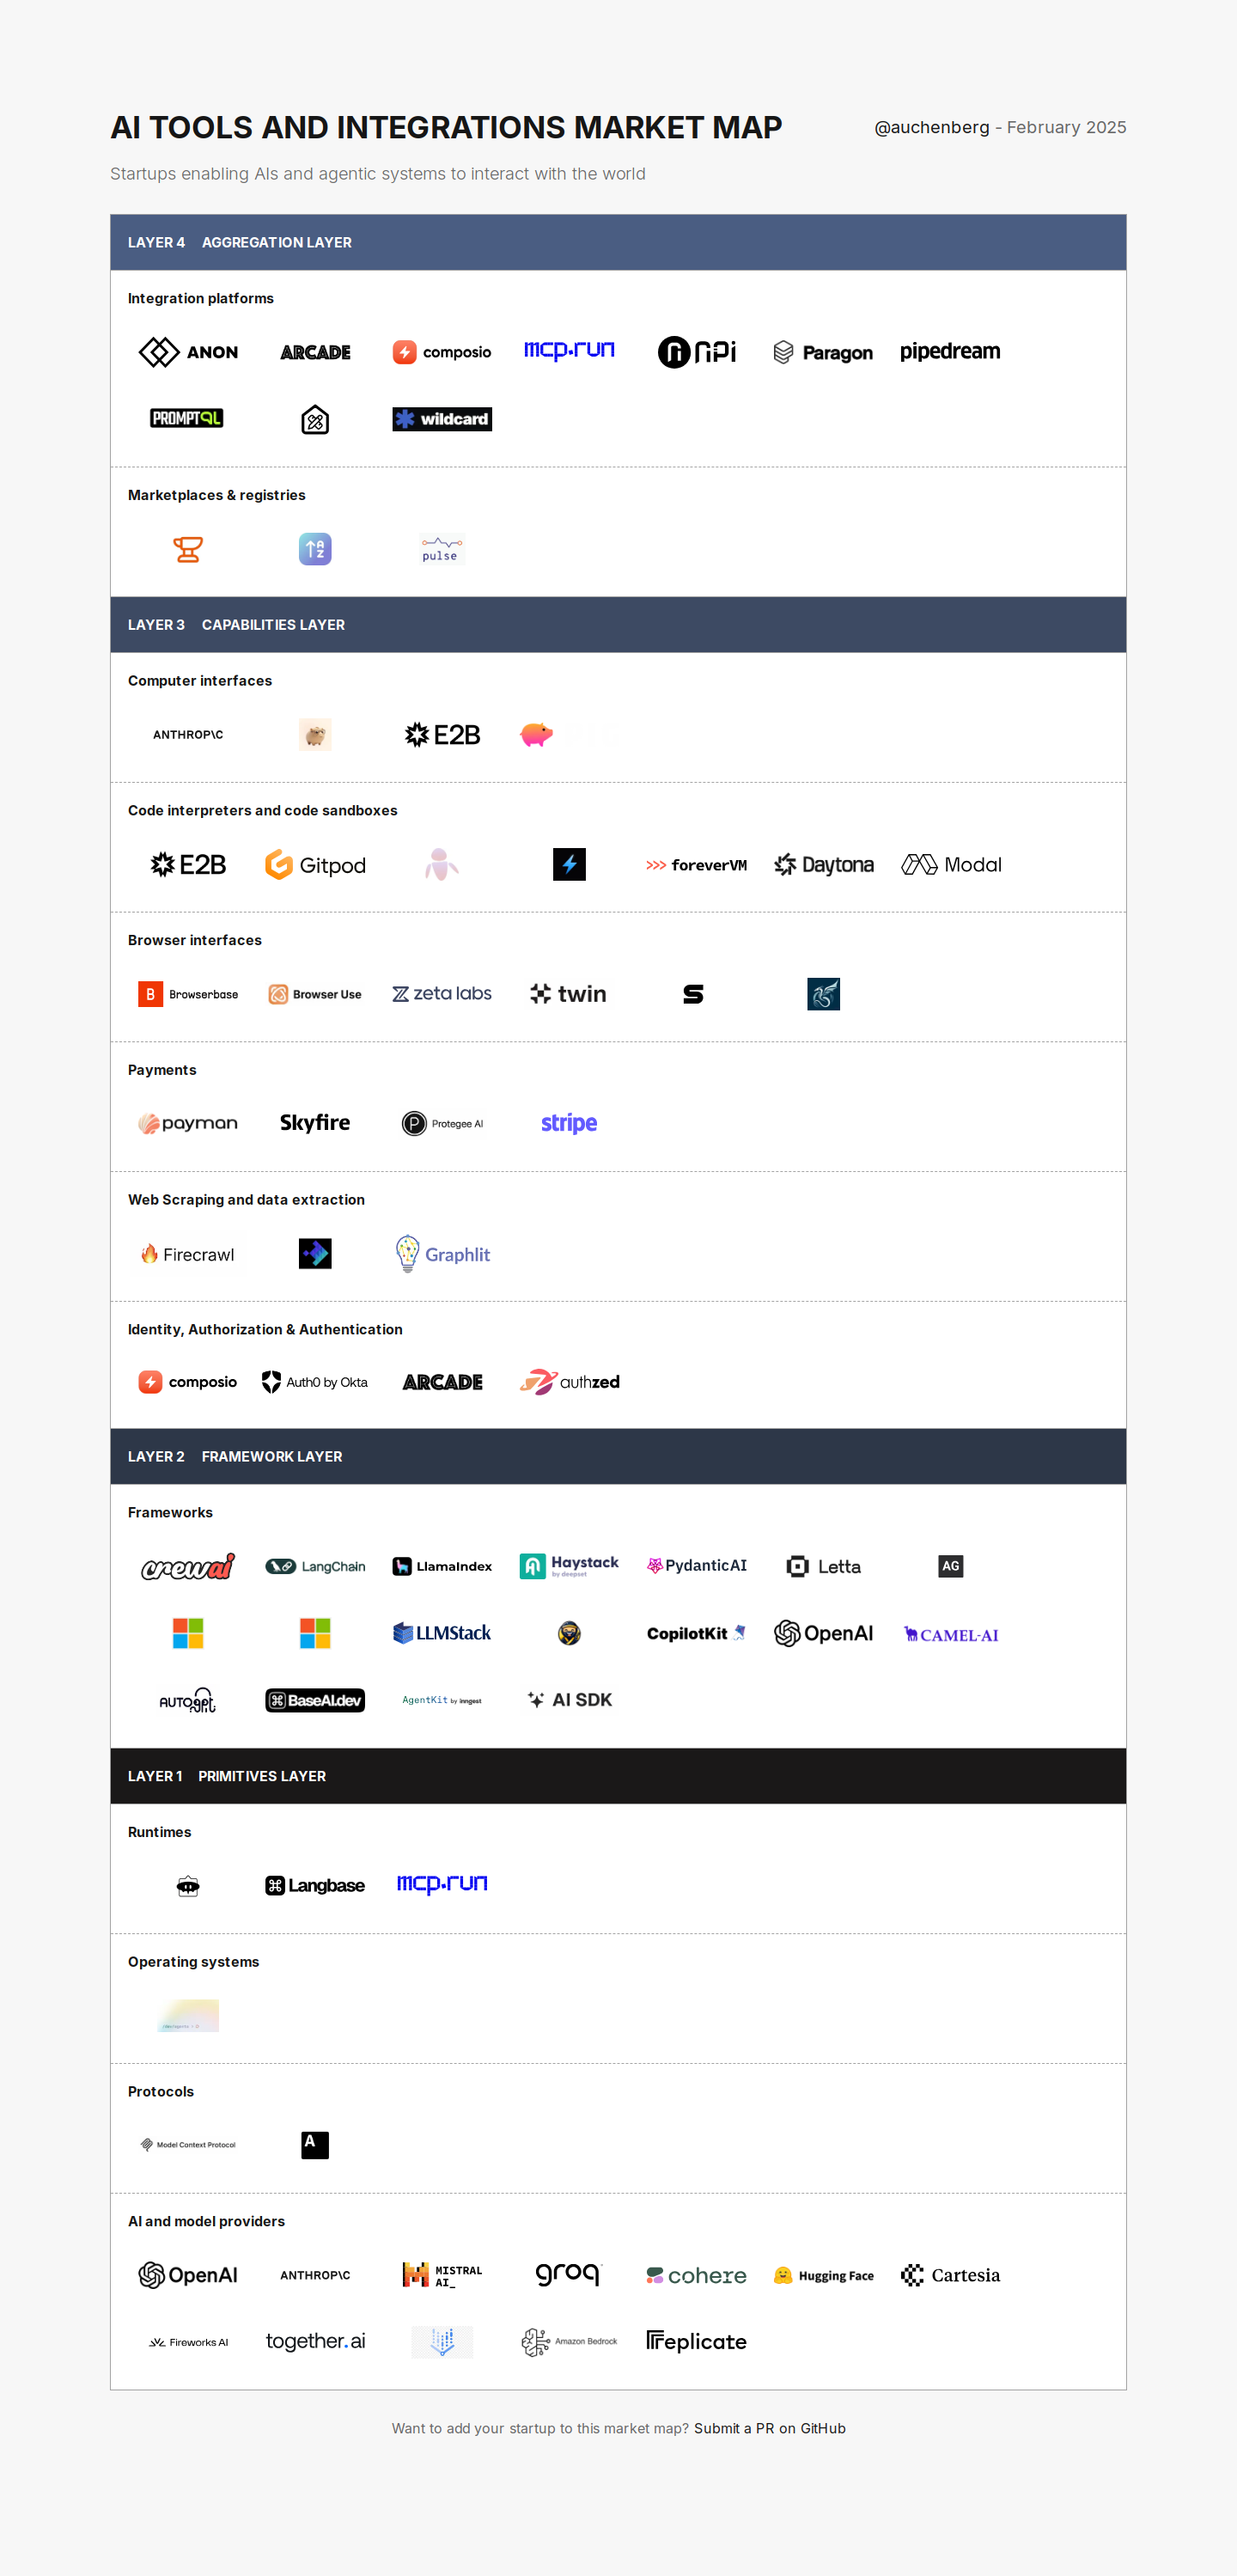 AI TOOLS AND INTEGRATIONS MARKET MAP
@auchenberg - February 2025
Startups enabling AIs and agentic systems to interact with the world
LAYER 4 AGGREGATION LAYER
Integration platforms
ANON ARCADE composio mcp.run npi Paragon pipedream
PROMPTQL wildcard
Marketplaces & registries
A
Z
pulse
LAYER 3 CAPABILITIES LAYER
Computer interfaces
ANTHROP\C E2B
Code interpreters and code sandboxes
E2B Gitpod >>> foreverVM Daytona Modal
Browser interfaces
B Browserbase Browser Use zeta labs twin S
Payments
payman Skyfire P Protegee AI stripe
Web Scraping and data extraction
Firecrawl Graphlit
Identity, Authorization & Authentication
composio Auth0 by Okta ARCADE authzed
LAYER 2 FRAMEWORK LAYER
Frameworks
crewai LangChain LlamaIndex Haystack by deepset PydanticAI Letta AG
LLMStack CopilotKit OpenAI CAMEL-AI
AUTOgpt BaseAI.dev AgentKit by inngest AI SDK
LAYER 1 PRIMITIVES LAYER
Runtimes
Langbase mcp.run
Operating systems
Protocols
Model Context Protocol A
AI and model providers
OpenAI ANTHROP\C MISTRAL AI_ groq cohere Hugging Face Cartesia
Fireworks AI together.ai Amazon Bedrock replicate
Want to add your startup to this market map? Submit a PR on GitHub